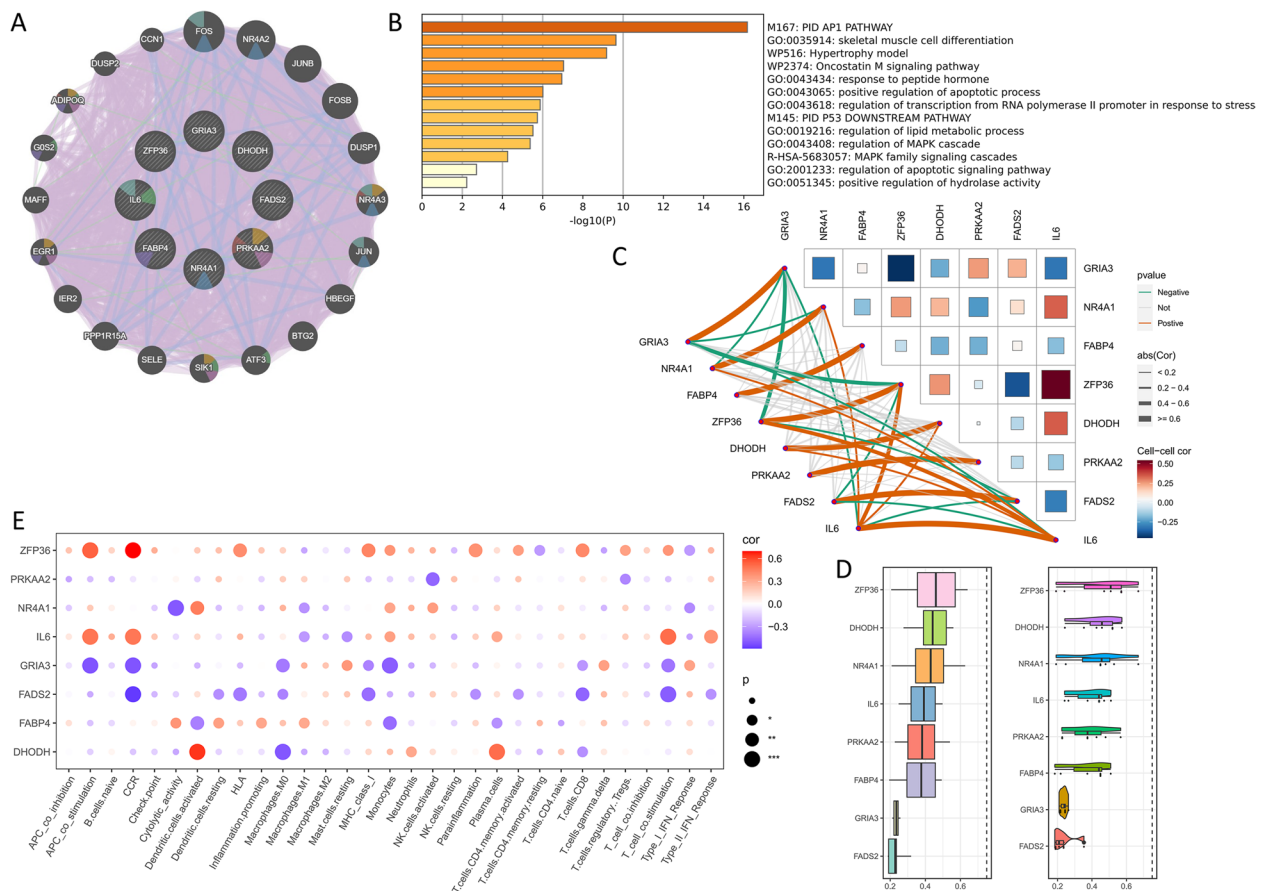 A
FOS
NR4A2
JUNB
FOSB
DUSP1
NR4A3
JUN
HBEGF
BTG2
ATF3
SIK1
SELE
PPP1R15A
IER2
EGR1
MAFF
G0S2
ADIPOQ
DUSP2
CCN1
GRIA3
DHODH
FADS2
PRKAA2
NR4A1
FABP4
IL6
ZFP36
B
M167: PID AP1 PATHWAY
GO:0035914: skeletal muscle cell differentiation
WP516: Hypertrophy model
WP2374: Oncostatin M signaling pathway
GO:0043434: response to peptide hormone
GO:0043065: positive regulation of apoptotic process
GO:0043618: regulation of transcription from RNA polymerase II promoter in response to stress
M145: PID P53 DOWNSTREAM PATHWAY
GO:0019216: regulation of lipid metabolic process
GO:0043408: regulation of MAPK cascade
R-HSA-5683057: MAPK family signaling cascades
GO:2001233: regulation of apoptotic signaling pathway
GO:0051345: positive regulation of hydrolase activity
0 2 4 6 8 10 12 14 16
-log10(P)
C
GRIA3
NR4A1
FABP4
ZFP36
DHODH
PRKAA2
FADS2
IL6
GRIA3
NR4A1
FABP4
ZFP36
DHODH
PRKAA2
FADS2
IL6
GRIA3
NR4A1
FABP4
ZFP36
DHODH
PRKAA2
FADS2
IL6
pvalue
Negative
Not
Postive
abs(Cor)
< 0.2
0.2 − 0.4
0.4 − 0.6
>= 0.6
Cell−cell cor
0.50
0.25
0.00
−0.25
D
ZFP36
DHODH
NR4A1
IL6
PRKAA2
FABP4
GRIA3
FADS2
0.2 0.4 0.6
ZFP36
DHODH
NR4A1
IL6
PRKAA2
FABP4
GRIA3
FADS2
0.2 0.4 0.6
E
ZFP36
PRKAA2
NR4A1
IL6
GRIA3
FADS2
FABP4
DHODH
APC_co_inhibition
APC_co_stimulation
B.cells.naive
CCR
Check.point
Cytolytic_activity
Dendritic.cells.activated
Dendritic.cells.resting
HLA
Inflammation.promoting
Macrophages.M0
Macrophages.M1
Macrophages.M2
Mast.cells.resting
MHC_class_I
Monocytes
Neutrophils
NK.cells.activated
NK.cells.resting
Parainflammation
Plasma.cells
T.cells.CD4.memory.activated
T.cells.CD4.memory.resting
T.cells.CD4.naive
T.cells.CD8
T.cells.gamma.delta
T.cells.regulatory..Tregs.
T_cell_co.inhibition
T_cell_co.stimulation
Type_I_IFN_Reponse
Type_II_IFN_Reponse
cor
0.6
0.3
0.0
−0.3
p
*
**
***